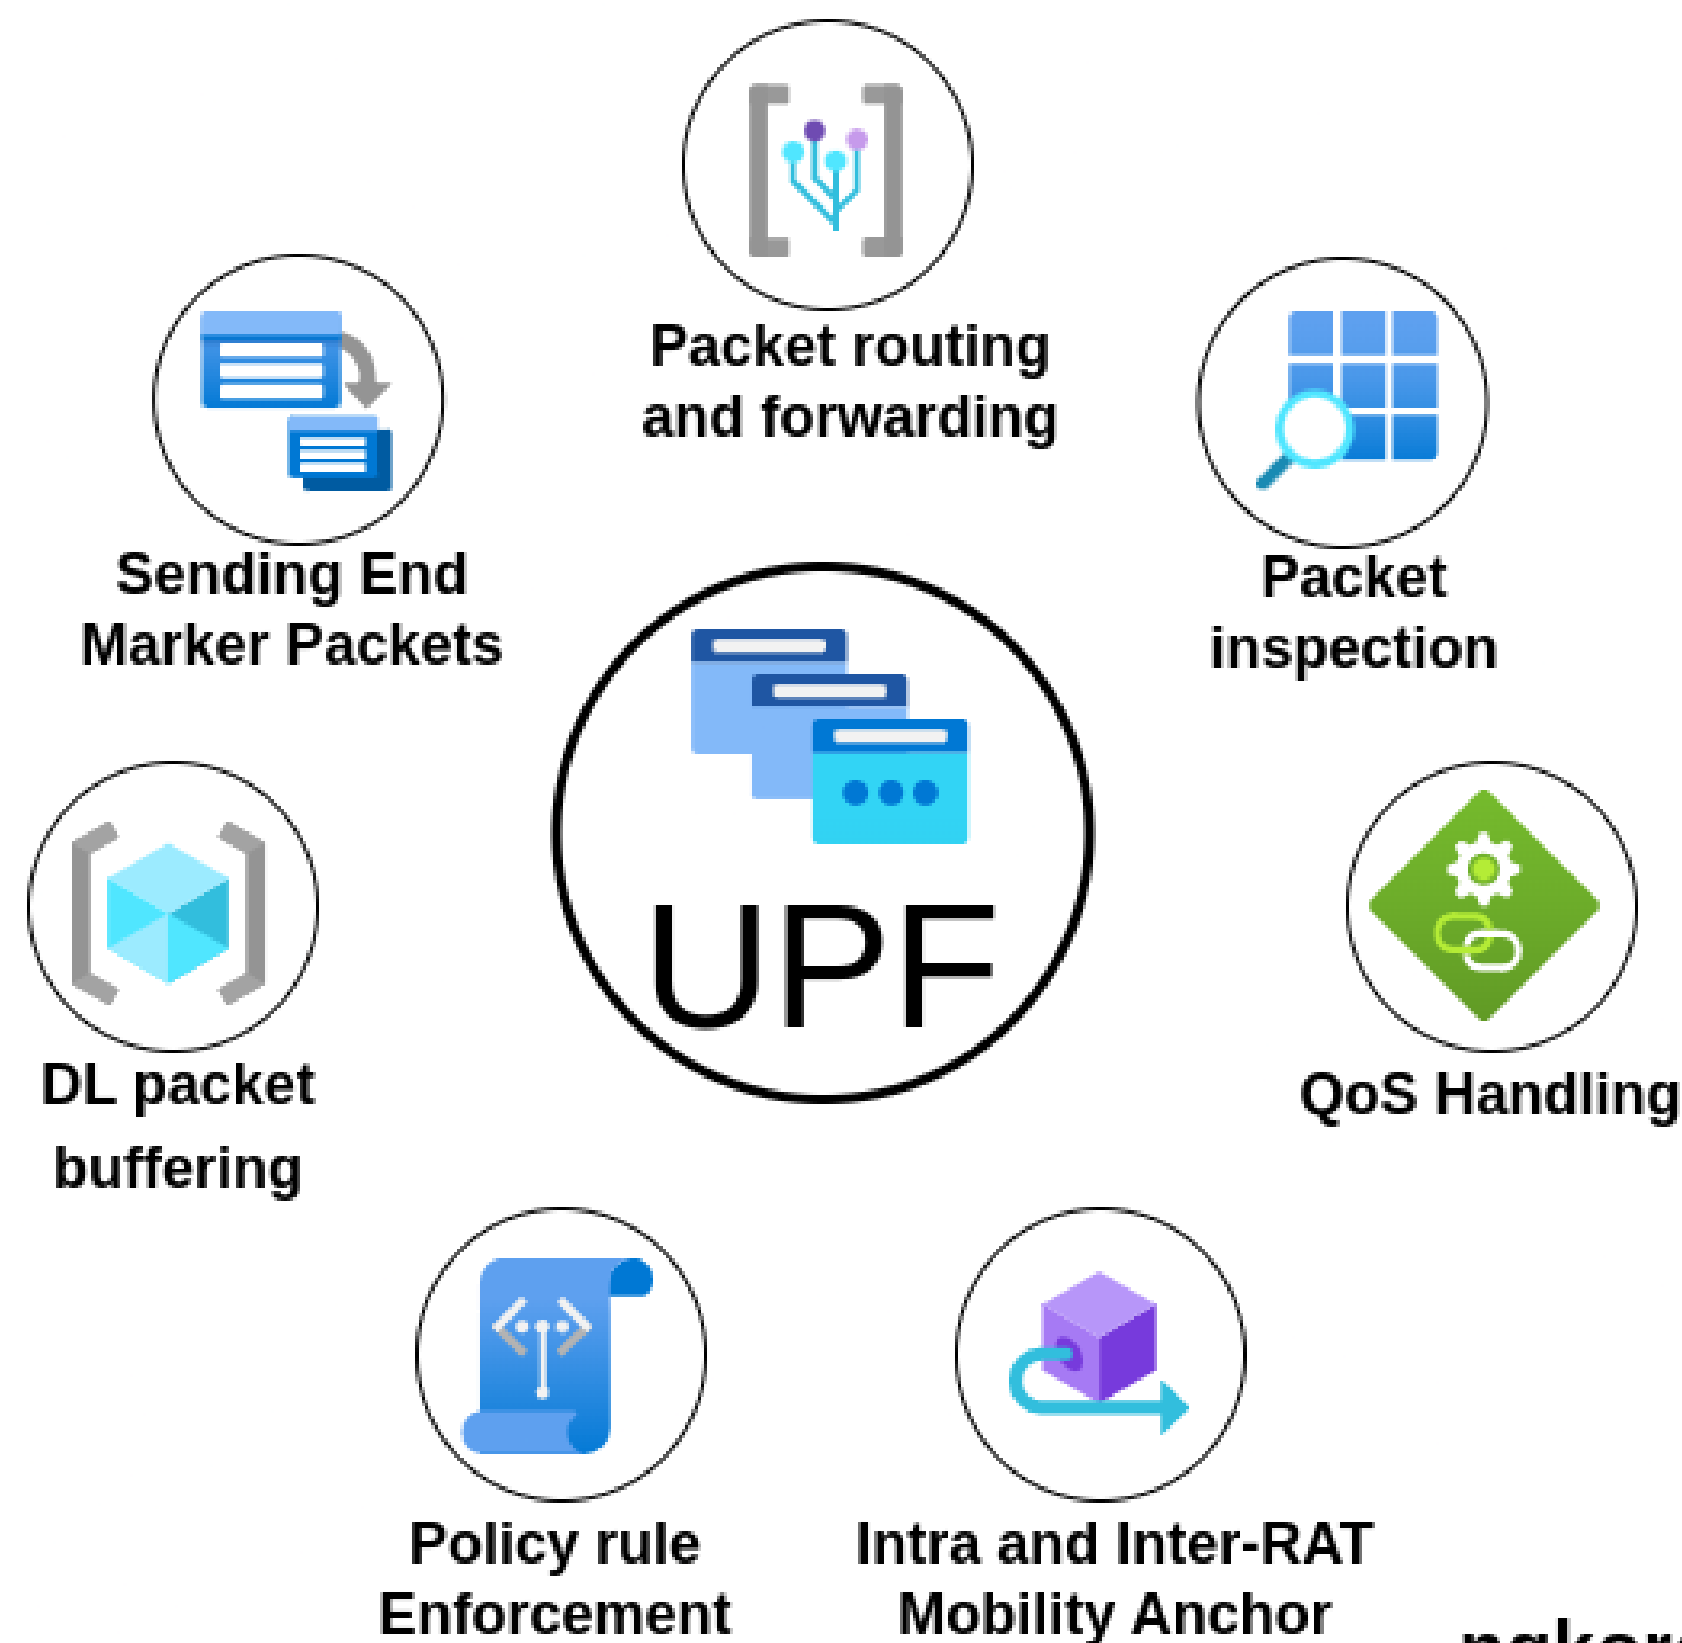 Packet routing
and forwarding
Sending End
Marker Packets
Packet
inspection
UPF
DL packet
buffering
QoS Handling
Policy rule
Enforcement
Intra and Inter-RAT
Mobility Anchor